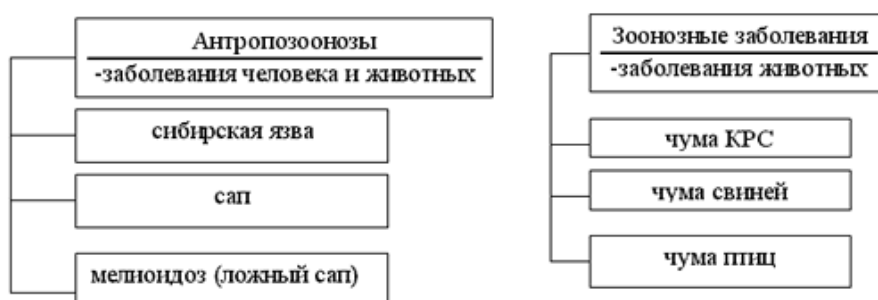 Антропозоонозы
-заболевания человека и животных
сибирская язва
сап
мелиоидоз (ложный сап)
Зоонозные заболевания
-заболевания животных
чума КРС
чума свиней
чума птиц